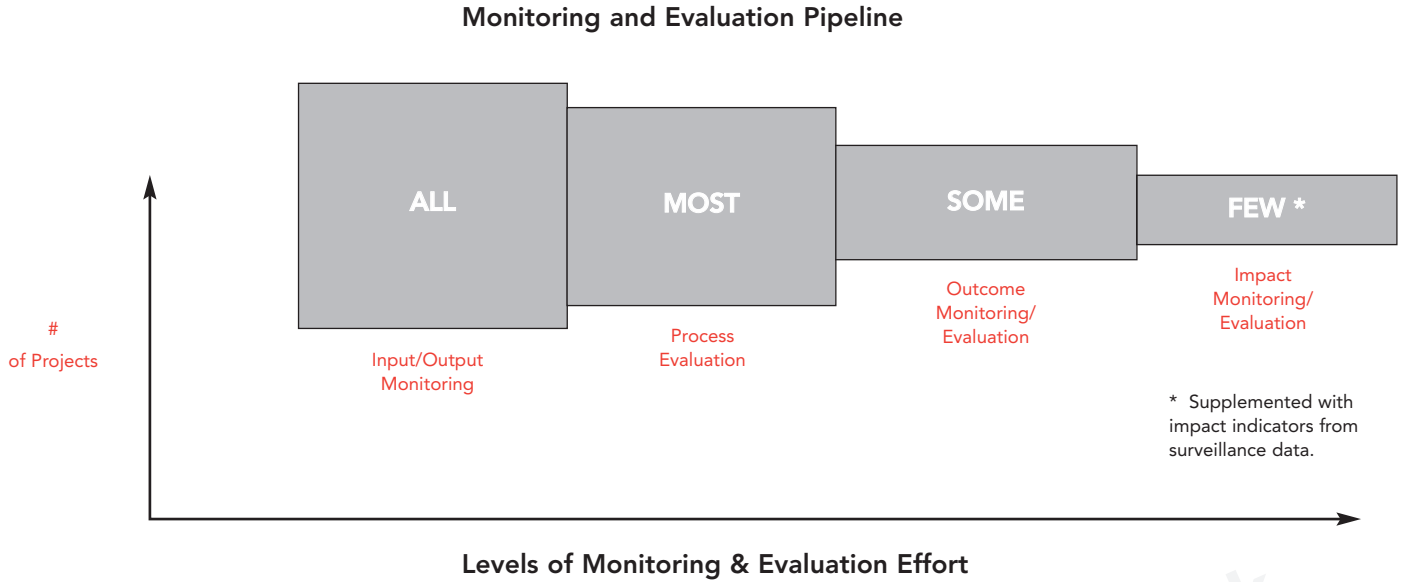 Monitoring and Evaluation Pipeline
ALL
MOST
SOME
FEW *
#
of Projects
Input/Output
Monitoring
Process
Evaluation
Outcome
Monitoring/
Evaluation
Impact
Monitoring/
Evaluation
* Supplemented with
impact indicators from
surveillance data.
Levels of Monitoring & Evaluation Effort